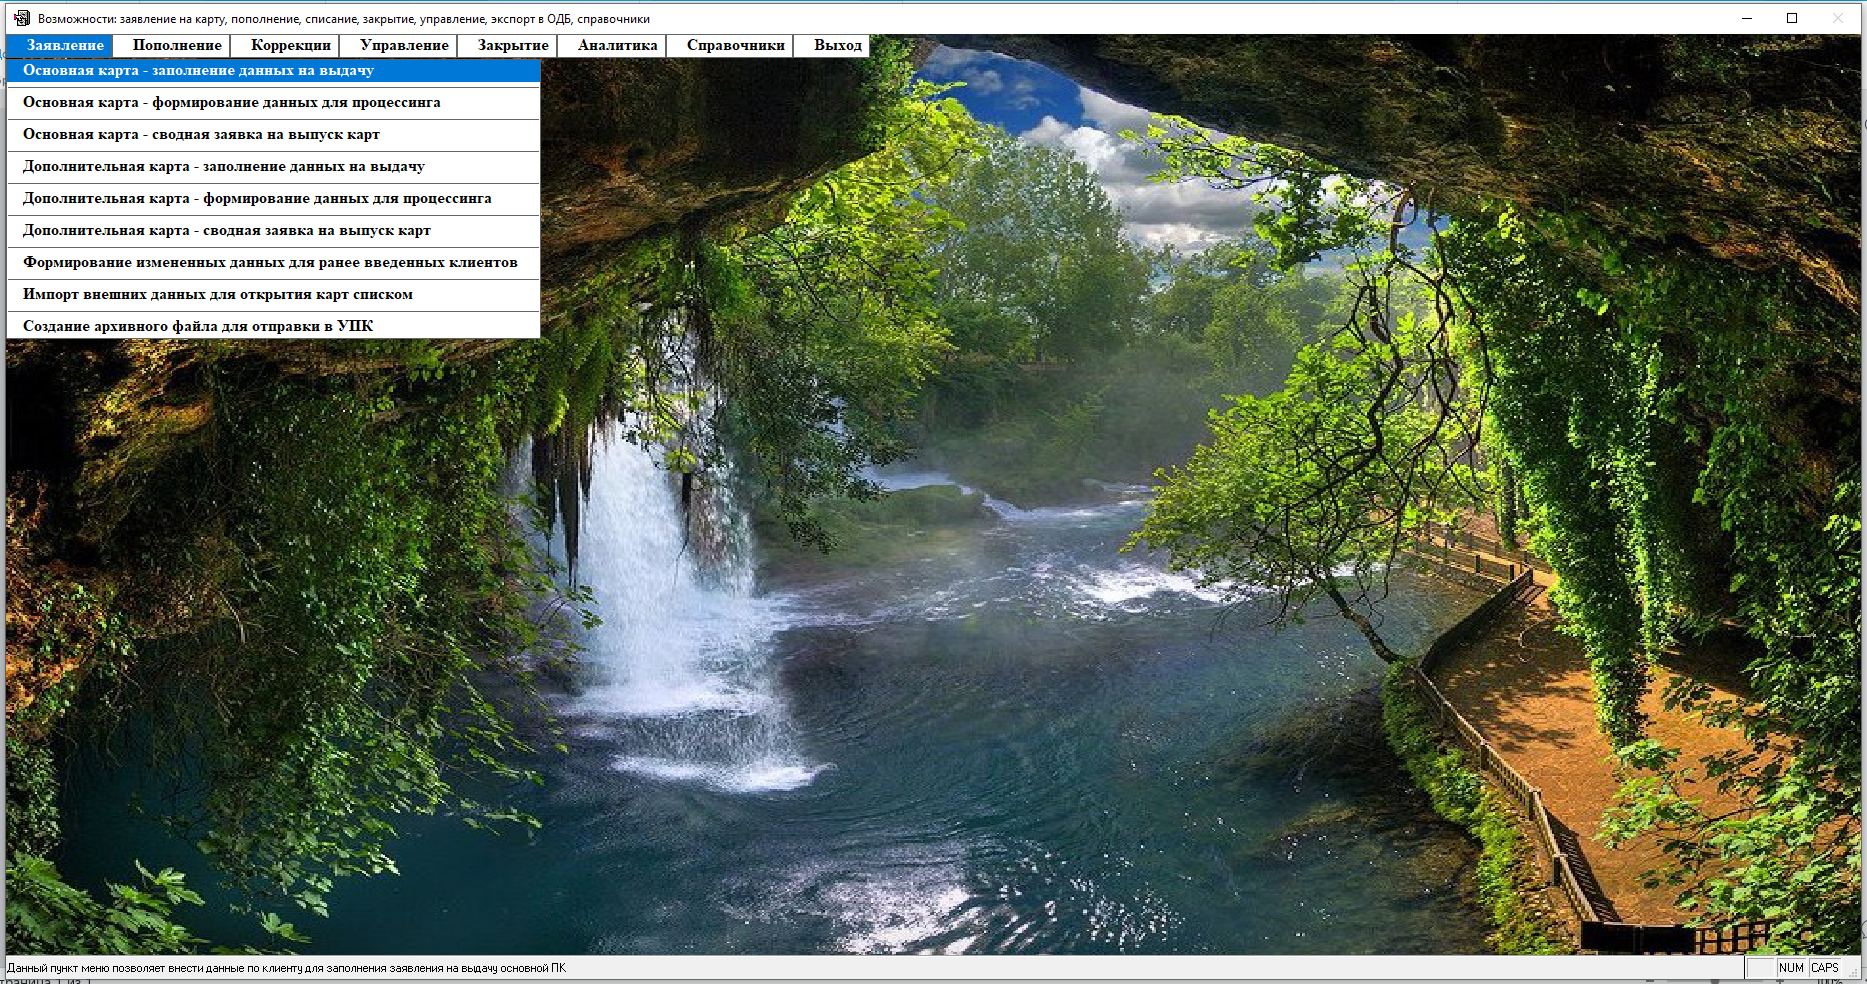 Возможности: заявление на карту, пополнение, списание, закрытие, управление, экспорт в ОДБ, справочники
Заявление Пополнение Коррекции Управление Закрытие Аналитика Справочники Выход
Основная карта - заполнение данных на выдачу
Основная карта - формирование данных для процессинга
Основная карта - сводная заявка на выпуск карт
Дополнительная карта - заполнение данных на выдачу
Дополнительная карта - формирование данных для процессинга
Дополнительная карта - сводная заявка на выпуск карт
Формирование измененных данных для ранее введенных клиентов
Импорт внешних данных для открытия карт списком
Создание архивного файла для отправки в УПК
Данный пункт меню позволяет внести данные по клиенту для заполнения заявления на выдачу основной ПК NUM CAPS